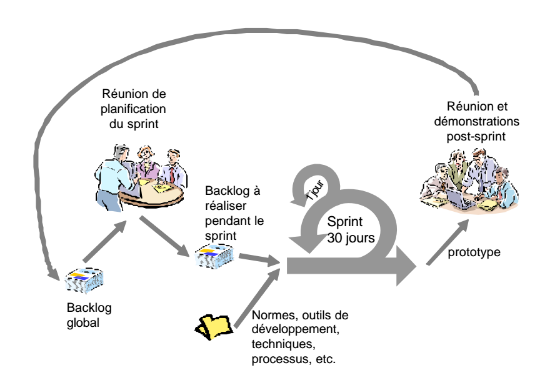 Réunion de
planification
du sprint
Réunion et
démonstrations
post-sprint
Backlog à
réaliser
pendant le
sprint
1 jour
Sprint
30 jours
prototype
Backlog
global
Normes, outils de
développement,
techniques,
processus, etc.